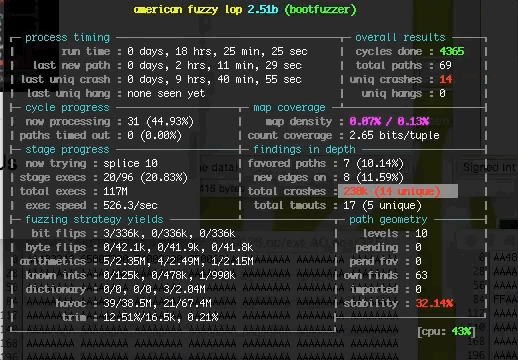 american fuzzy lop 2.51b (bootfuzzer)
process timing
run time : 0 days, 18 hrs, 25 min, 25 sec
last new path : 0 days, 2 hrs, 11 min, 29 sec
last uniq crash : 0 days, 9 hrs, 40 min, 55 sec
last uniq hang : none seen yet
overall results
cycles done : 4365
total paths : 69
uniq crashes : 14
uniq hangs : 0
cycle progress
now processing : 31 (44.93%)
paths timed out : 0 (0.00%)
map coverage
map density : 0.07% / 0.13%
count coverage : 2.65 bits/tuple
stage progress
now trying : splice 10
stage execs : 20/96 (20.83%)
total execs : 117M
exec speed : 526.3/sec
findings in depth
favored paths : 7 (10.14%)
new edges on : 8 (11.59%)
total crashes : 238k (14 unique)
total tmouts : 17 (5 unique)
fuzzing strategy yields
bit flips : 3/336k, 0/336k, 0/336k
byte flips : 0/42.1k, 0/41.9k, 0/41.8k
arithmetics : 5/2.35M, 2/49M, 1/2.15M
known ints : 0/125k, 0/478k, 1/990k
dictionary : 0/0, 0/0, 3/2.04M
havoc : 39/38.5M, 21/67.4M
trim : 12.51%/16.5k, 0.21%
path geometry
levels : 10
pending : 0
pend fav : 0
own finds : 63
imported : 0
stability : 32.14%
[cpu: 43%]